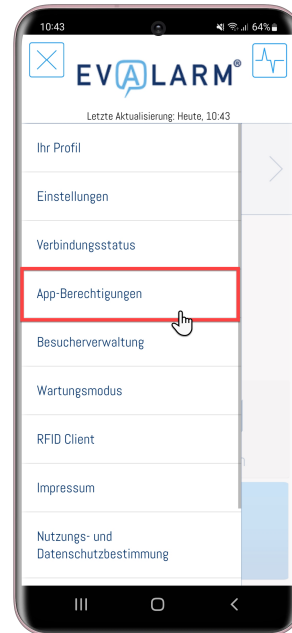 10:43
64%
EVALARM®
Letzte Aktualisierung: Heute, 10:43
Ihr Profil
Einstellungen
Verbindungsstatus
App-Berechtigungen
Besucherverwaltung
Wartungsmodus
RFID Client
Impressum
Nutzungs- und
Datenschutzbestimmung